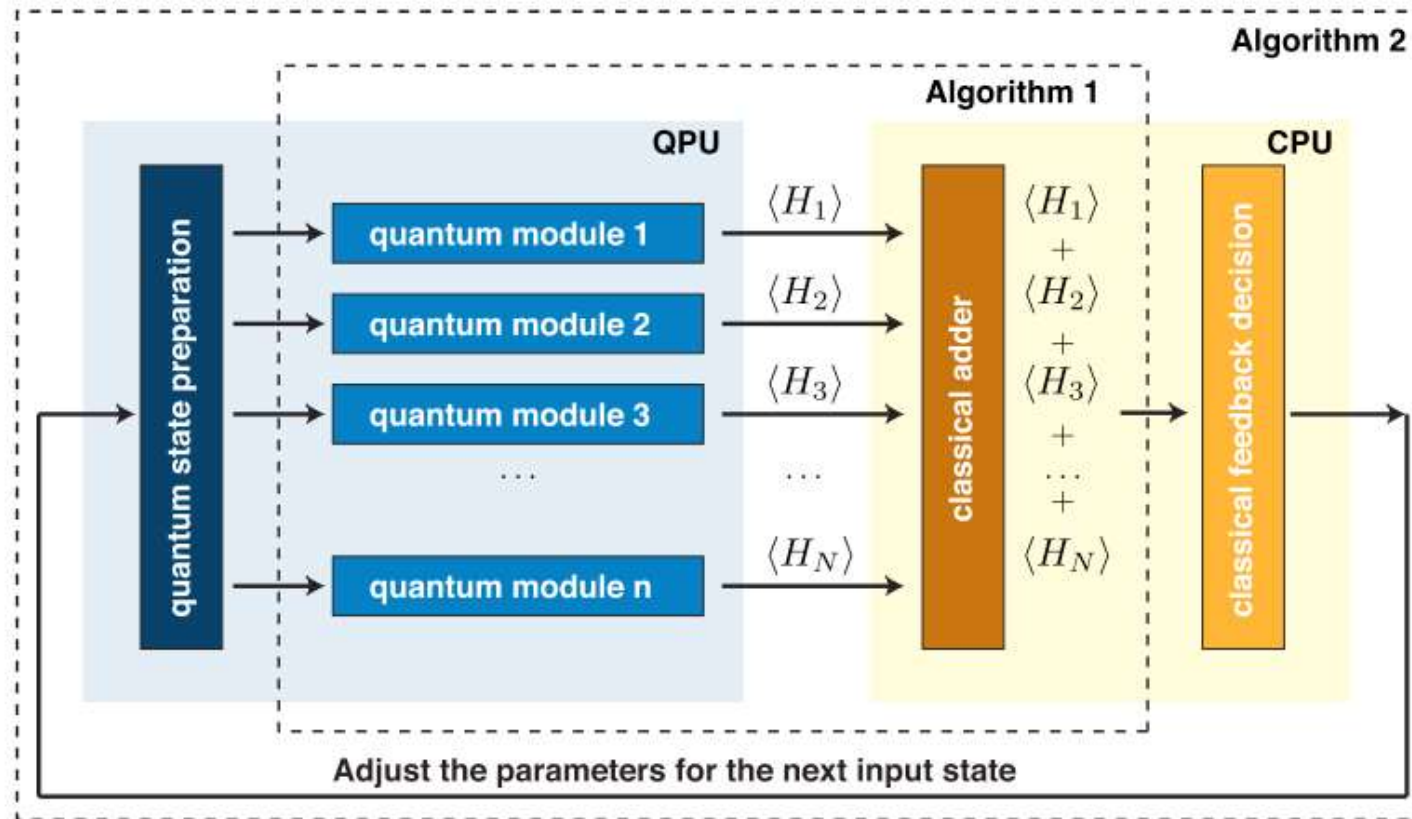 Algorithm 2
Algorithm 1
QPU
CPU
quantum state preparation
quantum module 1
quantum module 2
quantum module 3
...
quantum module n
⟨H₁⟩
⟨H₂⟩
⟨H₃⟩
...
⟨H_N⟩
classical adder
⟨H₁⟩
+
⟨H₂⟩
+
⟨H₃⟩
+
...
+
⟨H_N⟩
classical feedback decision
Adjust the parameters for the next input state